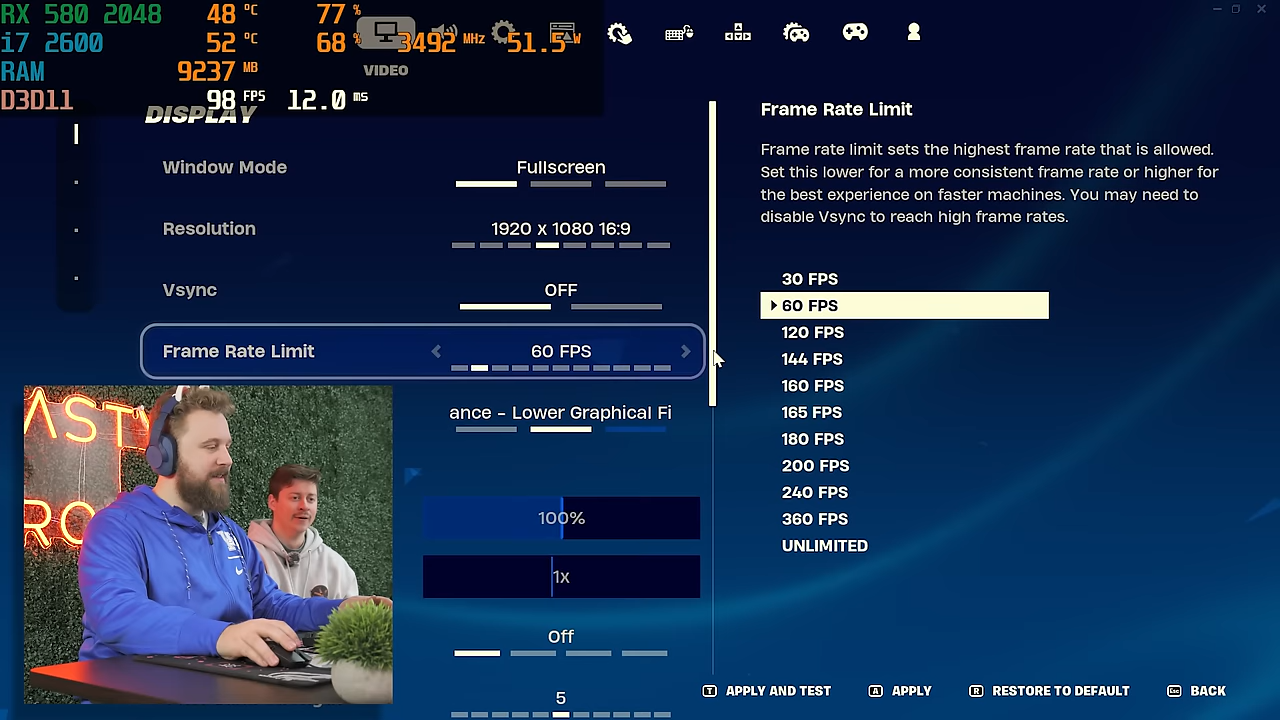 RX 580 2048 48 °C 77 %
i7 2600 52 °C 68 % 3492 MHz 51.5 W
RAM 9237 MB
D3D11 98 FPS 12.0 ms
VIDEO
DISPLAY
Window Mode Fullscreen
Resolution 1920 x 1080 16:9
Vsync OFF
Frame Rate Limit 60 FPS
ance - Lower Graphical Fi
100%
1x
Off
5
Frame Rate Limit
Frame rate limit sets the highest frame rate that is allowed.
Set this lower for a more consistent frame rate or higher for
the best experience on faster machines. You may need to
disable Vsync to reach high frame rates.
30 FPS
60 FPS
120 FPS
144 FPS
160 FPS
165 FPS
180 FPS
200 FPS
240 FPS
360 FPS
UNLIMITED
T APPLY AND TEST A APPLY R RESTORE TO DEFAULT Esc BACK